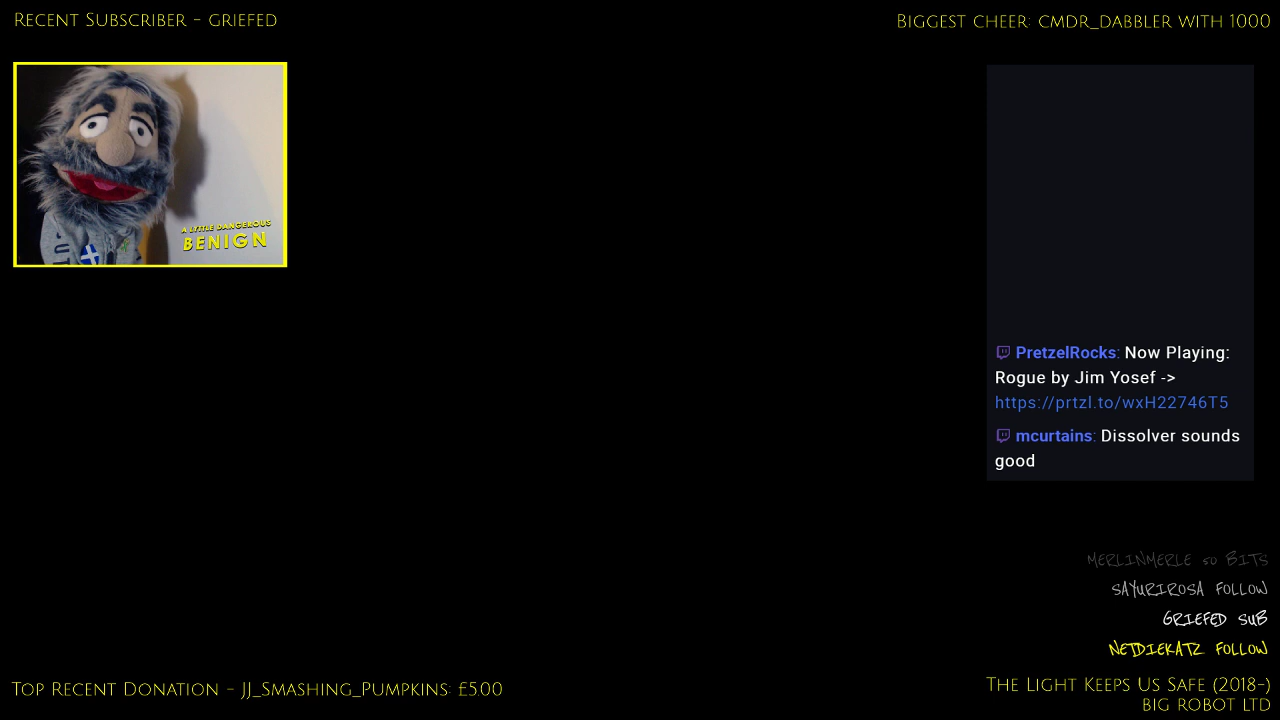 Recent Subscriber - griefed
Biggest cheer: cmdr_dabbler with 1000
A LYTTLE DANGEROUS
BENIGN
PretzelRocks: Now Playing:
Rogue by Jim Yosef ->
https://prtzl.to/wxH22746T5
mcurtains: Dissolver sounds
good
MERLINMERLE 50 BITS
SAYURIROSA FOLLOW
GRIEFED SUB
NETDIEKATZ FOLLOW
Top Recent Donation - JJ_Smashing_Pumpkins: £5.00
The Light Keeps Us Safe (2018-)
BIG ROBOT LTD